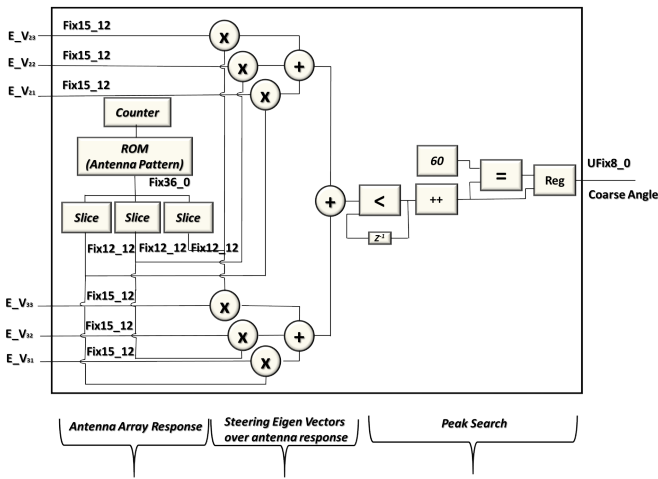 E_V₂₃ Fix15_12
E_V₂₂ Fix15_12
E_V₂₁ Fix15_12
X
X
X
+
Counter
ROM
(Antenna Pattern)
Fix36_0
Slice Slice Slice
Fix12_12 Fix12_12 Fix12_12
+
<
Z⁻¹
++
60
=
Reg
UFix8_0
Coarse Angle
E_V₃₃ Fix15_12
E_V₃₂ Fix15_12
E_V₃₁ Fix15_12
X
X
X
+
Antenna Array Response
Steering Eigen Vectors
over antenna response
Peak Search